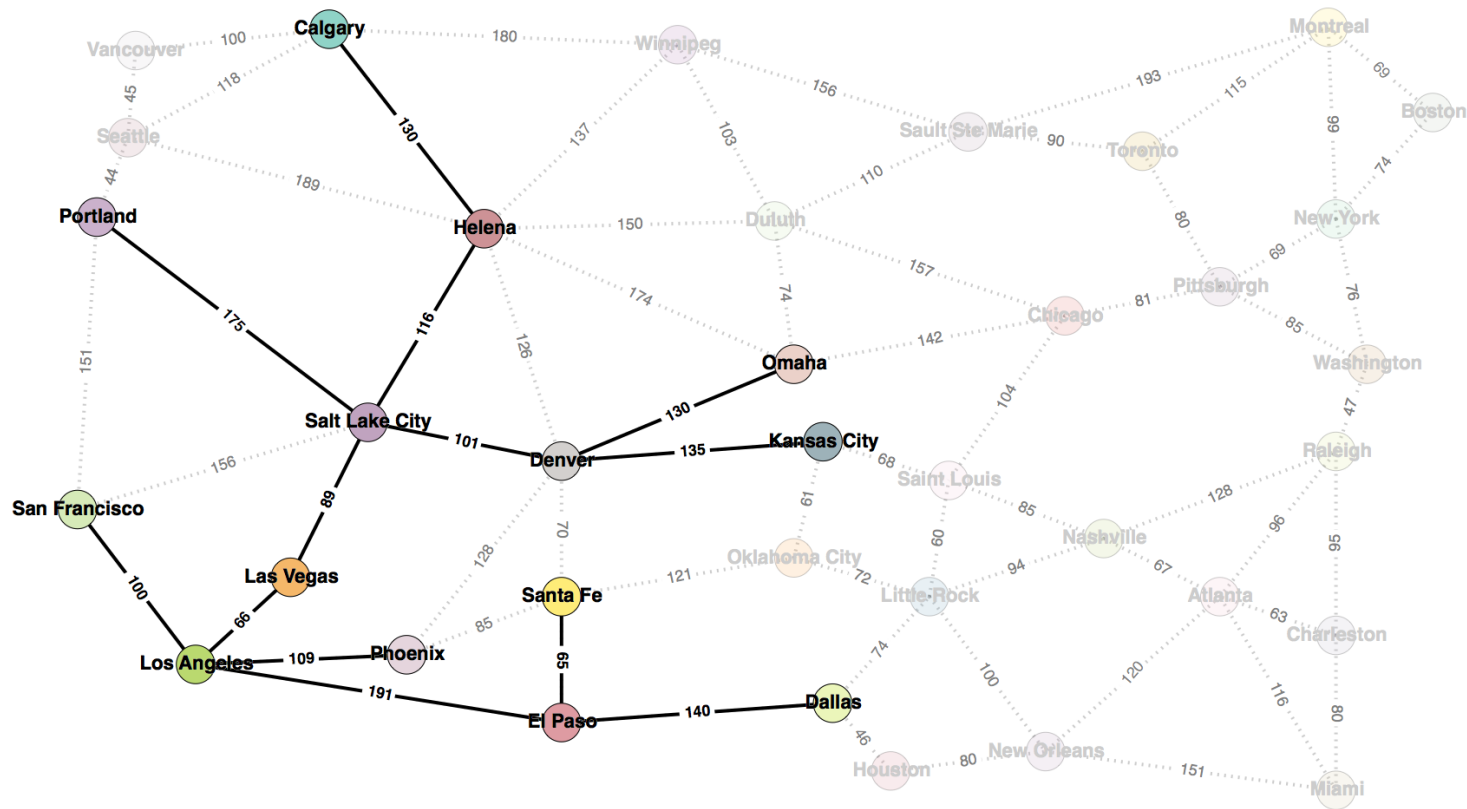 Calgary
Montreal
Vancouver
100
180
Winnipeg
69
193
118
156
115
45
Boston
Seattle
130
137
103
Sault Ste Marie
90
Toronto
99
74
44
189
110
Portland
Helena
150
Duluth
80
New York
69
157
174
74
Pittsburgh
76
175
116
81
Chicago
85
151
126
142
Omaha
Washington
104
130
47
Salt Lake City
101
135
Kansas City
Denver
68
Raleigh
156
Saint Louis
89
61
128
San Francisco
85
96
70
60
Nashville
95
128
Oklahoma City
94
67
Las Vegas
121
72
100
Santa Fe
Little Rock
Atlanta
66
85
63
Charleston
Los Angeles
109
Phoenix
65
74
100
120
191
116
Dallas
140
80
El Paso
46
New Orleans
80
151
Houston
Miami